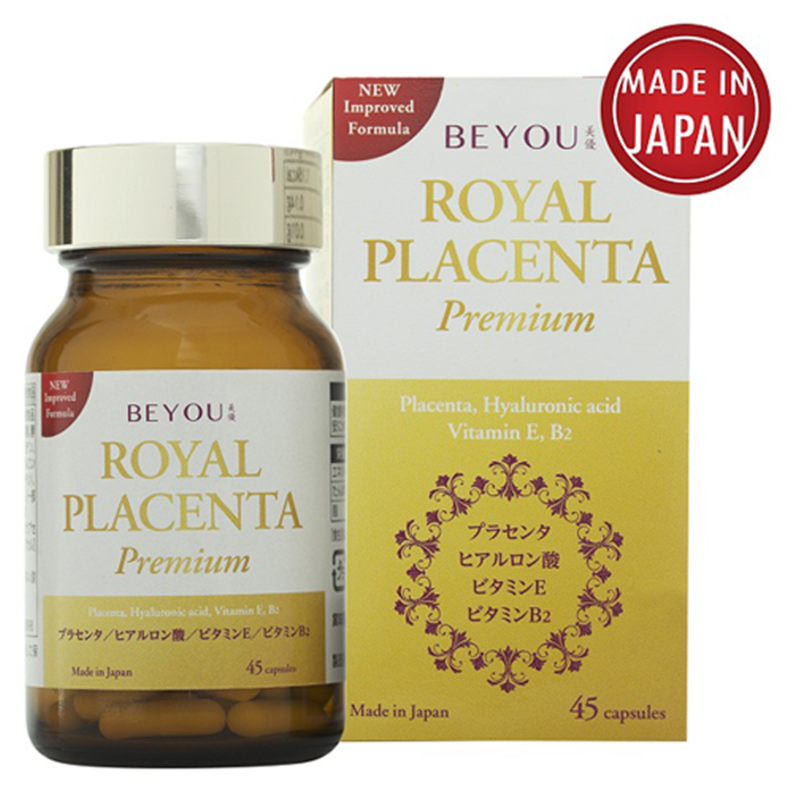 MADE IN
JAPAN
NEW
Improved
Formula
BEYOU 美優
ROYAL
PLACENTA
Premium
Placenta, Hyaluronic acid
Vitamin E, B2
プラセンタ
ヒアルロン酸
ビタミンE
ビタミンB2
Made in Japan
45 capsules
NEW
Improved
Formula
BEYOU 美優
ROYAL
PLACENTA
Premium
Placenta, Hyaluronic acid, Vitamin E, B2
プラセンタ/ヒアルロン酸/ビタミンE/ビタミンB2
Made in Japan
45 capsules